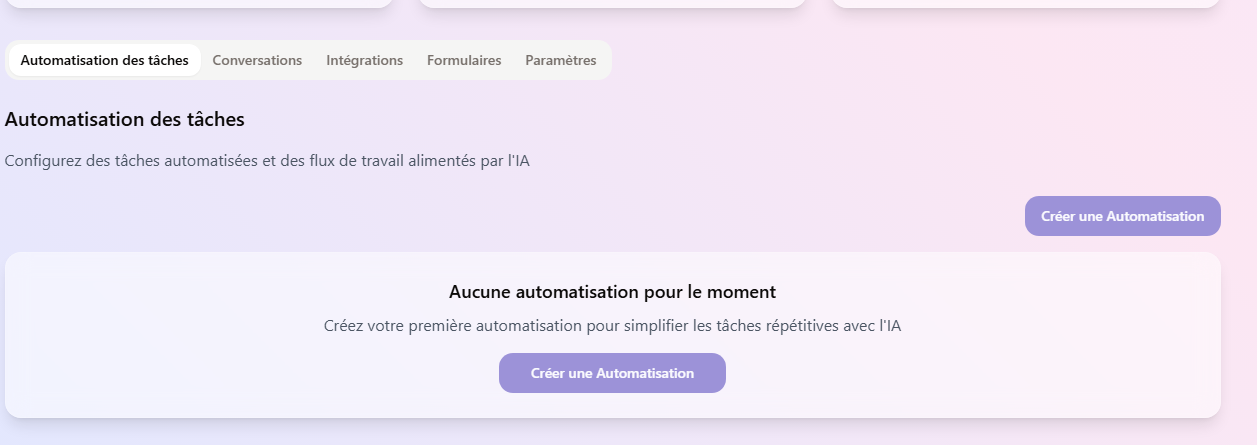 Automatisation des tâches Conversations Intégrations Formulaires Paramètres
Automatisation des tâches
Configurez des tâches automatisées et des flux de travail alimentés par l'IA
Créer une Automatisation
Aucune automatisation pour le moment
Créez votre première automatisation pour simplifier les tâches répétitives avec l'IA
Créer une Automatisation